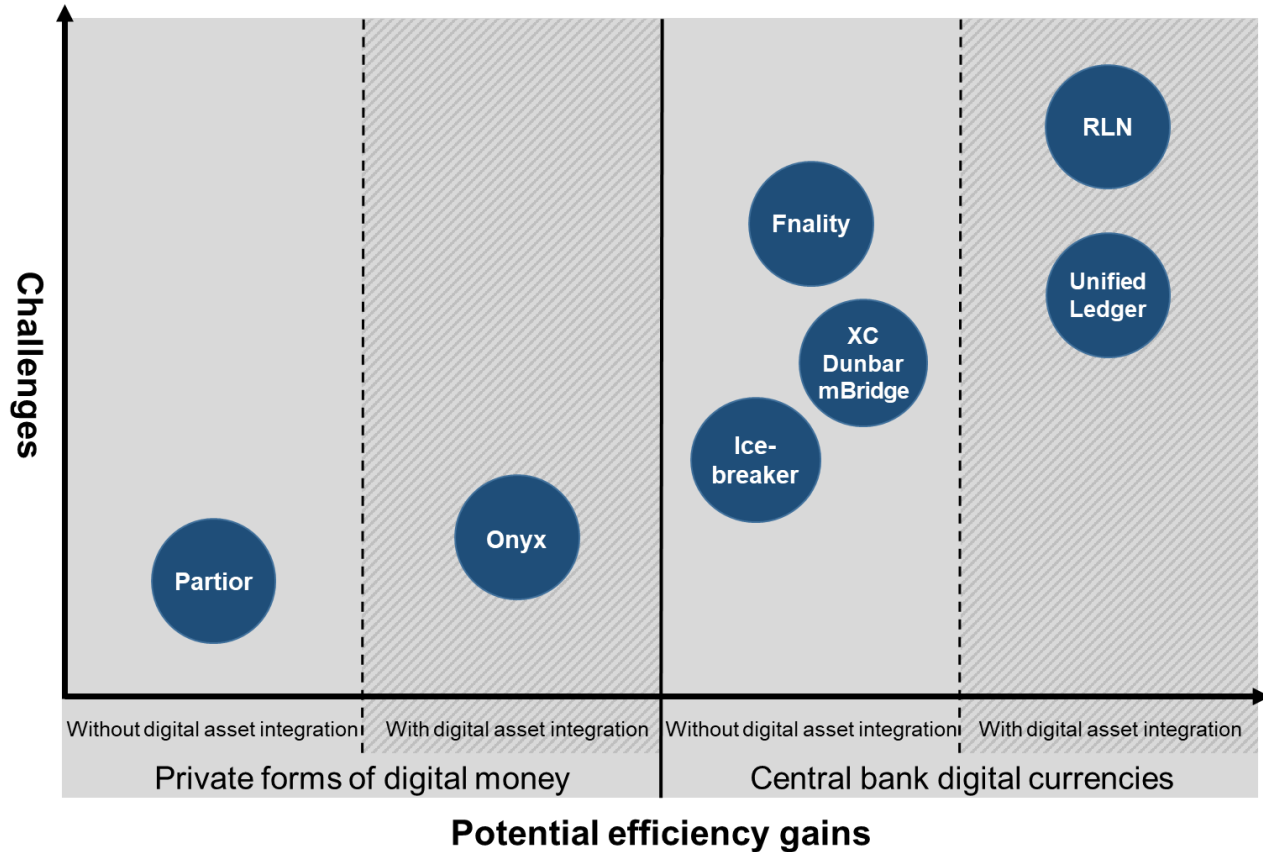 Challenges
RLN
Fnality
Unified
Ledger
XC
Dunbar
mBridge
Ice-
breaker
Onyx
Partior
Without digital asset integration
With digital asset integration
Without digital asset integration
With digital asset integration
Private forms of digital money
Central bank digital currencies
Potential efficiency gains